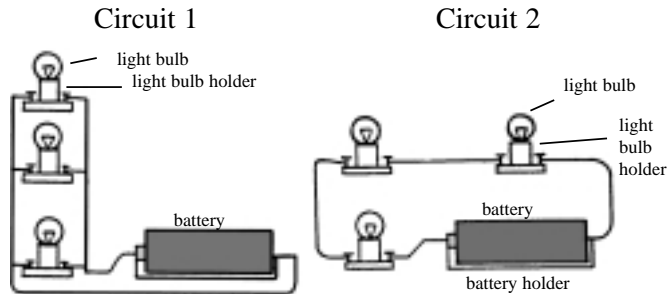 Circuit 1
light bulb
light bulb holder
battery
Circuit 2
light bulb
light
bulb
holder
battery
battery holder